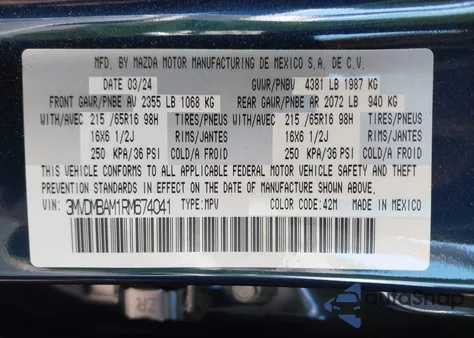 MFD. BY MAZDA MOTOR MANUFACTURING DE MEXICO S.A. DE C.V.
DATE 03/24 GVWR/PNBV 4381 LB 1987 KG
FRONT GAWR/PNBE AV 2355 LB 1068 KG REAR GAWR/PNBE AR 2072 LB 940 KG
WITH/AVEC 215/65R16 98H TIRES/PNEUS WITH/AVEC 215/65R16 98H TIRES/PNEUS
16X6 1/2J RIMS/JANTES 16X6 1/2J RIMS/JANTES
250 KPA/36 PSI COLD/A FROID 250 KPA/36 PSI COLD/A FROID
THIS VEHICLE CONFORMS TO ALL APPLICABLE FEDERAL MOTOR VEHICLE SAFETY AND THEFT
PREVENTION STANDARDS IN EFFECT ON THE DATE OF MANUFACTURE SHOWN ABOVE.
VIN: 3MVDMBAM1RM674041 TYPE:MPV COLOR CODE:42M MADE IN MEXICO
autoSnap